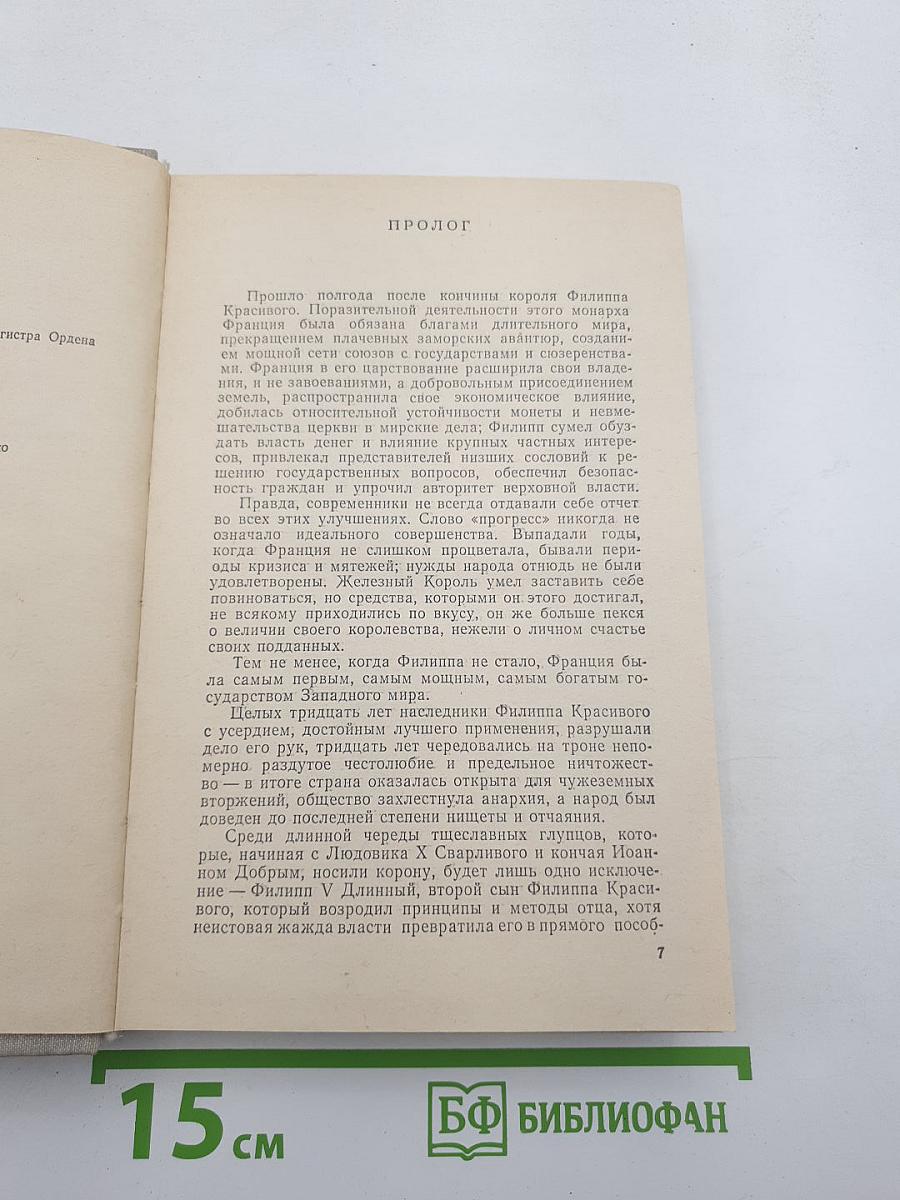 гистра Ордена
ПРОЛОГ
Прошло полгода после кончины короля Филиппа
Красивого. Поразительной деятельности этого монарха
Франция была обязана благами длительного мира,
прекращением плачевных заморских авантюр, создани-
ем мощной сети союзов с государствами и сюзеренства-
ми. Франция в его царствование расширила свои владе-
ния, и не завоеваниями, а добровольным присоединением
земель, распространила свое экономическое влияние,
добилась относительной устойчивости монеты и невме-
шательства церкви в мирские дела; Филипп сумел обуз-
дать власть денег и влияние крупных частных интере-
сов, привлекал представителей низших сословий к ре-
шению государственных вопросов, обеспечил безопас-
ность граждан и упрочил авторитет верховной власти.
Правда, современники не всегда отдавали себе отчет
во всех этих улучшениях. Слово «прогресс» никогда не
означало идеального совершенства. Выпадали годы,
когда Франция не слишком процветала, бывали пери-
оды кризиса и мятежей; нужды народа отнюдь не были
удовлетворены. Железный Король умел заставить себе
повиноваться, но средства, которыми он этого достигал,
не всякому приходились по вкусу, он же больше пекся
о величии своего королевства, нежели о личном счастье
своих подданных.
Тем не менее, когда Филиппа не стало, Франция бы-
ла самым первым, самым мощным, самым богатым го-
сударством Западного мира.
Целых тридцать лет наследники Филиппа Красивого
с усердием, достойным лучшего применения, разрушали
дело его рук, тридцать лет чередовались на троне непо-
мерно раздутое честолюбие и предельное ничтожест-
во — в итоге страна оказалась открыта для чужеземных
вторжений, общество захлестнула анархия, а народ был
доведен до последней степени нищеты и отчаяния.
Среди длинной череды тщеславных глупцов, кото-
рые, начиная с Людовика X Сварливого и кончая Иоан-
ном Добрым, носили корону, будет лишь одно исключе-
ние — Филипп V Длинный, второй сын Филиппа Краси-
вого, который возродил принципы и методы отца, хотя
неистовая жажда власти превратила его в прямого пособ-
7
15 см
БФ БИБЛИОФАН